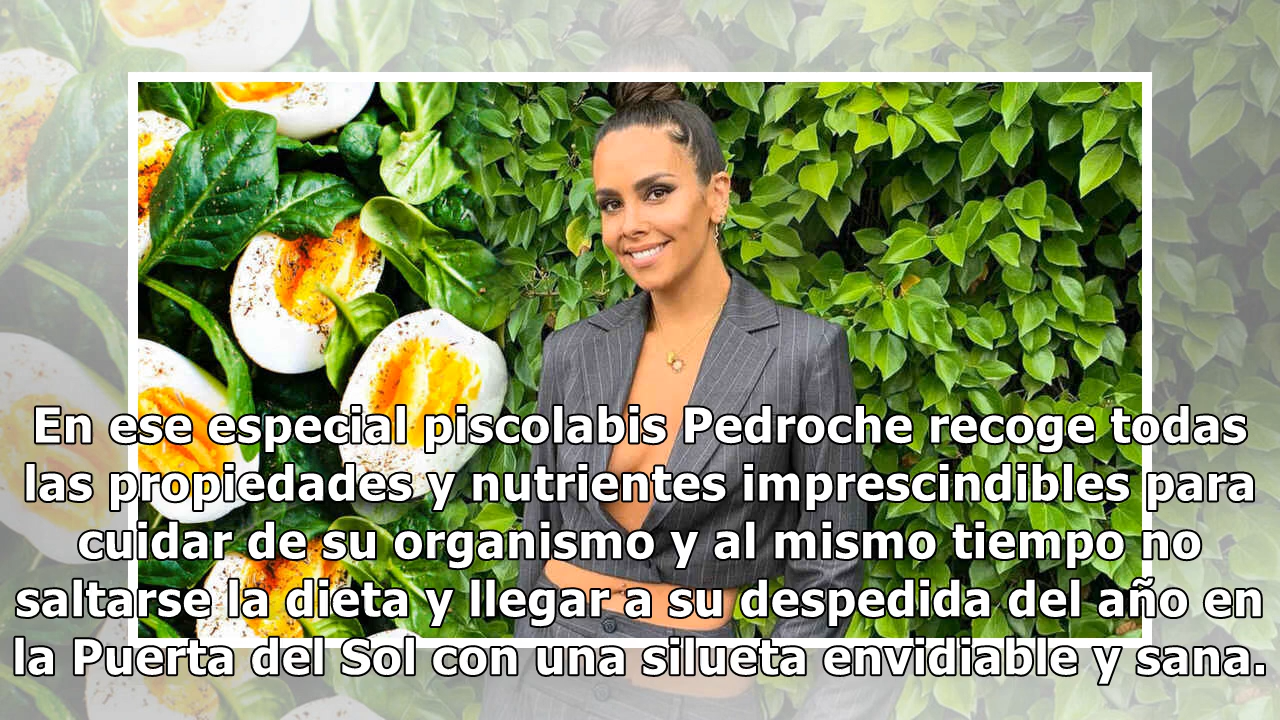 En ese especial piscolabis Pedroche recoge todas
las propiedades y nutrientes imprescindibles para
cuidar de su organismo y al mismo tiempo no
saltarse la dieta y llegar a su despedida del año en
la Puerta del Sol con una silueta envidiable y sana.